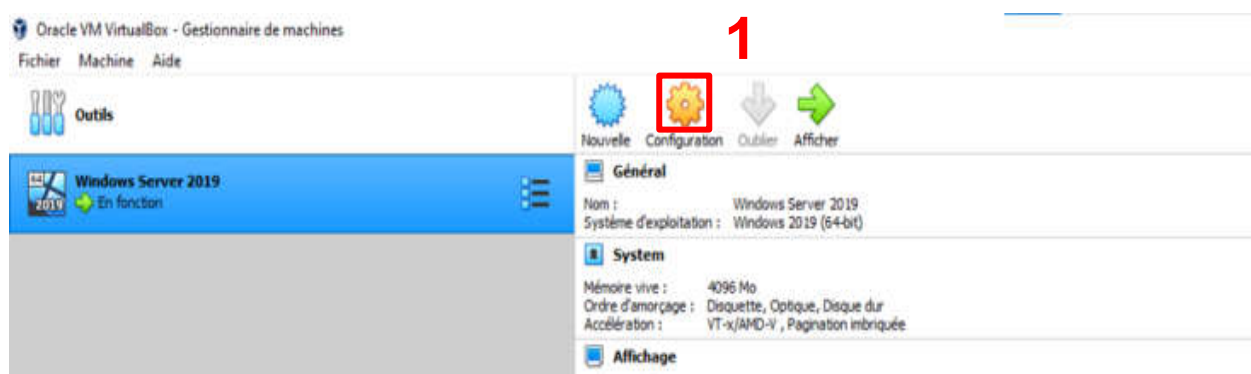 Oracle VM VirtualBox - Gestionnaire de machines
1
Fichier Machine Aide
Outils
Nouvelle Configuration Oublier Afficher
64
2019
Windows Server 2019
En fonction
Général
Nom : Windows Server 2019
Système d'exploitation : Windows 2019 (64-bit)
System
Mémoire vive : 4096 Mo
Ordre d'amorçage : Disquette, Optique, Disque dur
Accélération : VT-x/AMD-V , Pagination imbriquée
Affichage